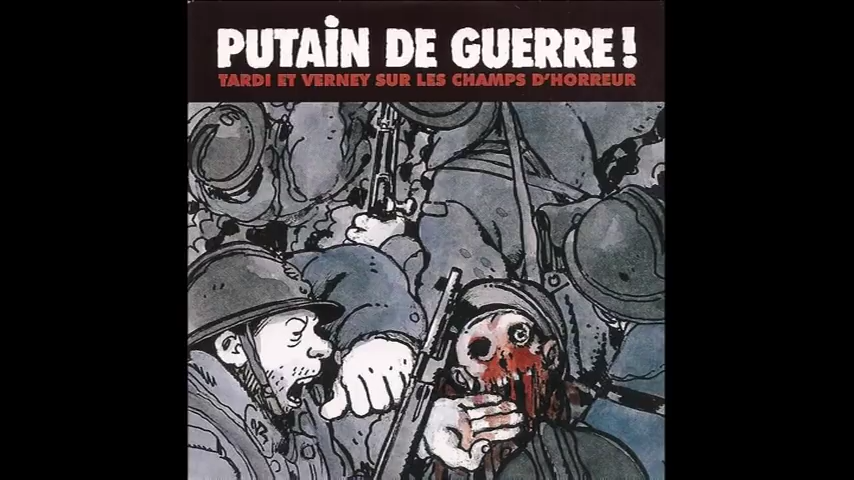 PUTAIN DE GUERRE!
TARDI ET VERNEY SUR LES CHAMPS D'HORREUR